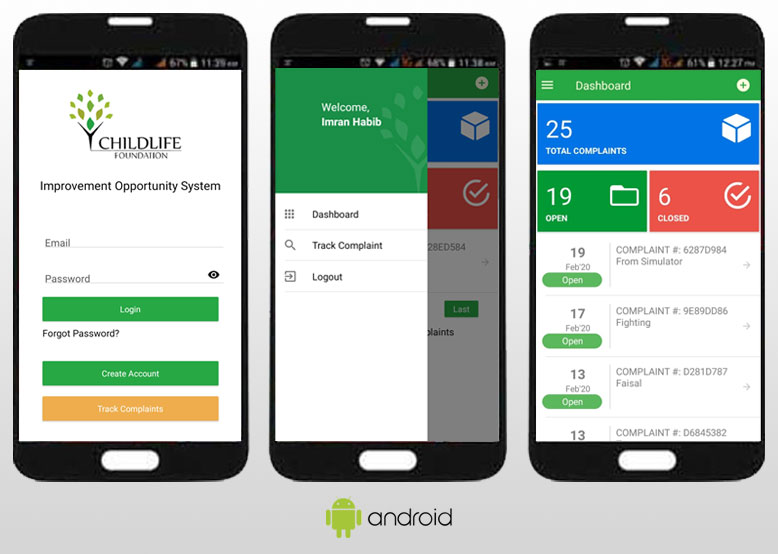 67% 11:39 AM
CHILDLIFE
FOUNDATION
Improvement Opportunity System
Email
Password
Login
Forgot Password?
Create Account
Track Complaints
3G 68% 11:38 AM
Welcome,
Imran Habib
Dashboard
Track Complaint
Logout
28ED584
Last
plaints
3G 61% 12:27 PM
Dashboard
25
TOTAL COMPLAINTS
19
OPEN
6
CLOSED
19
Feb'20
Open
COMPLAINT #: 6287D984
From Simulator
17
Feb'20
Open
COMPLAINT #: 9E89DD86
Fighting
13
Feb'20
Open
COMPLAINT #: D281D787
Faisal
13
COMPLAINT #: D6845382
android